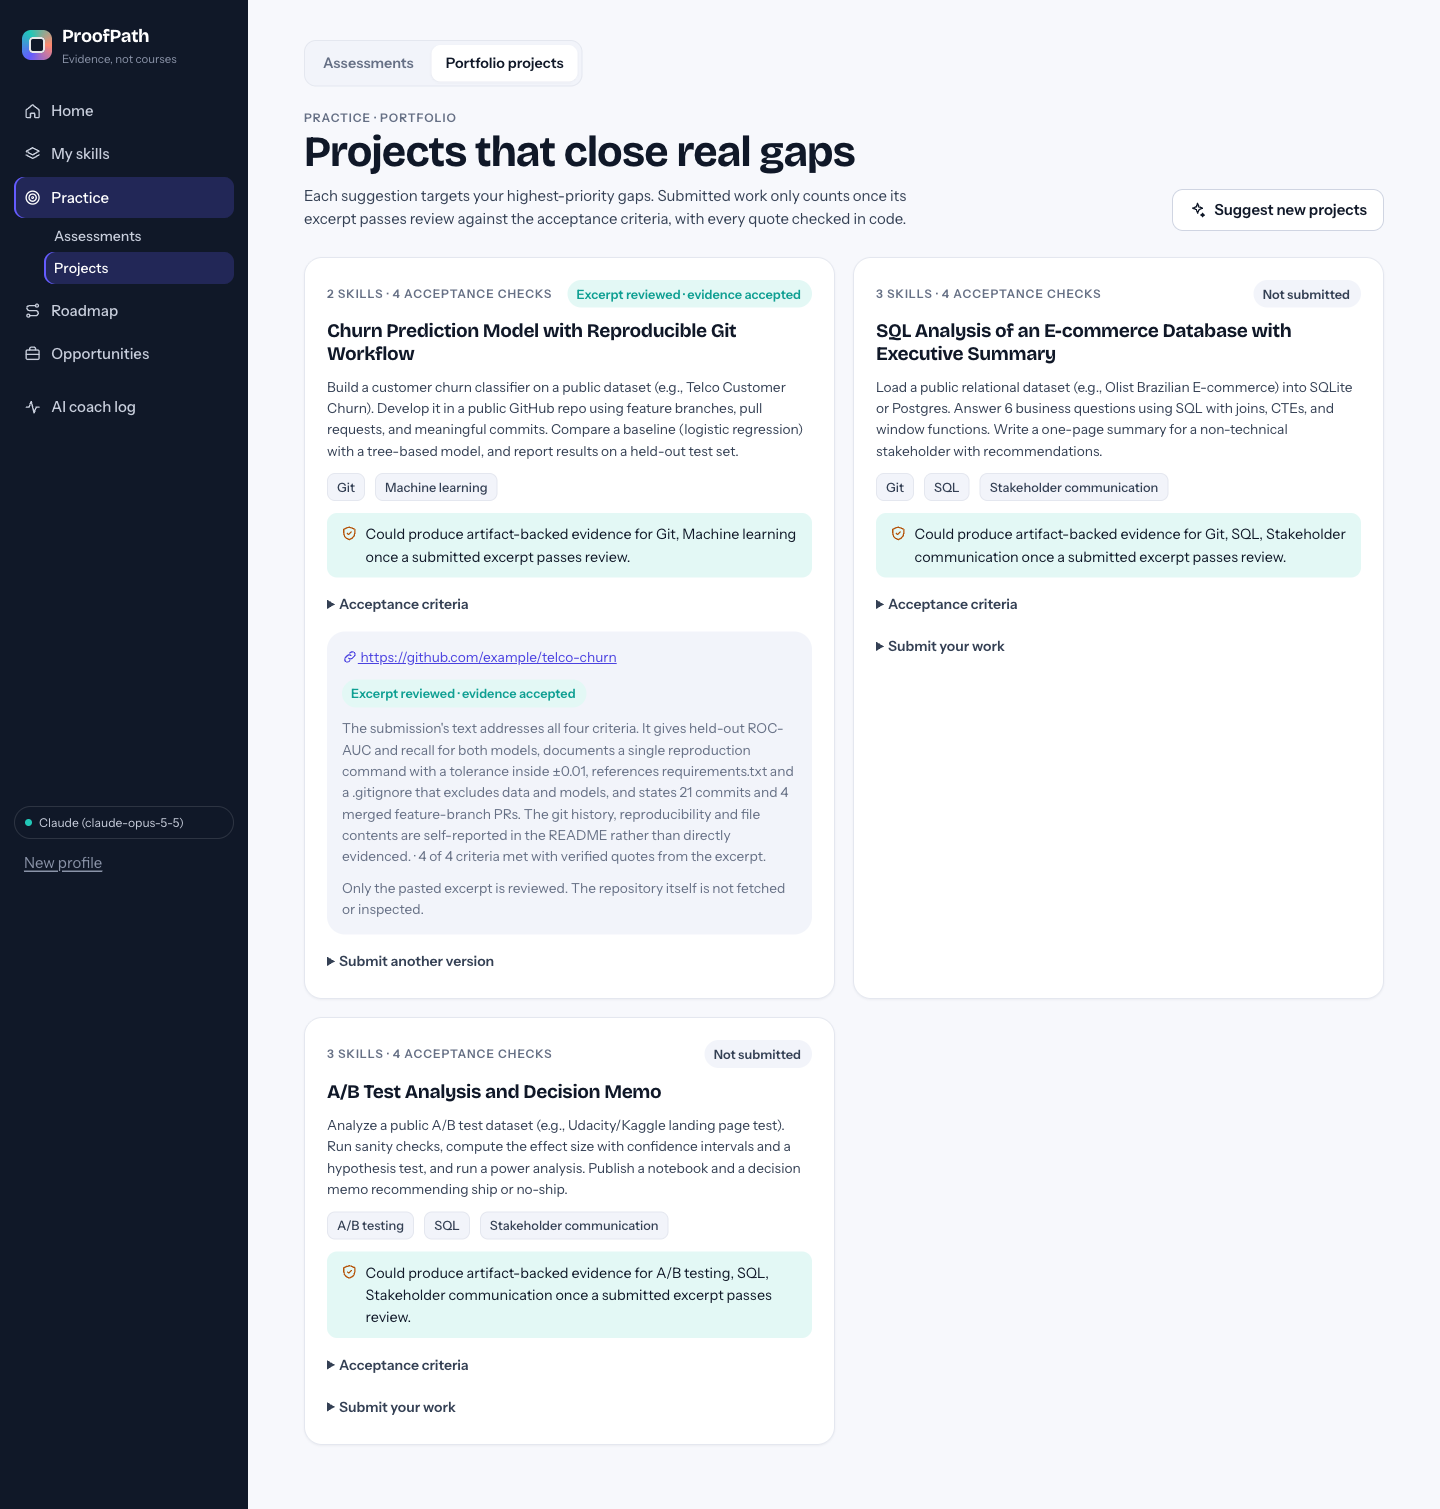 ProofPath
Evidence, not courses
Home
My skills
Practice
Assessments
Projects
Roadmap
Opportunities
AI coach log
Claude (claude-opus-5-5)
New profile
Assessments
Portfolio projects
PRACTICE · PORTFOLIO
Projects that close real gaps
Each suggestion targets your highest-priority gaps. Submitted work only counts once its
excerpt passes review against the acceptance criteria, with every quote checked in code.
Suggest new projects
2 SKILLS · 4 ACCEPTANCE CHECKS
Excerpt reviewed · evidence accepted
Churn Prediction Model with Reproducible Git
Workflow
Build a customer churn classifier on a public dataset (e.g., Telco Customer
Churn). Develop it in a public GitHub repo using feature branches, pull
requests, and meaningful commits. Compare a baseline (logistic regression)
with a tree-based model, and report results on a held-out test set.
Git
Machine learning
Could produce artifact-backed evidence for Git, Machine learning
once a submitted excerpt passes review.
Acceptance criteria
https://github.com/example/telco-churn
Excerpt reviewed · evidence accepted
The submission's text addresses all four criteria. It gives held-out ROC-
AUC and recall for both models, documents a single reproduction
command with a tolerance inside ±0.01, references requirements.txt and
a .gitignore that excludes data and models, and states 21 commits and 4
merged feature-branch PRs. The git history, reproducibility and file
contents are self-reported in the README rather than directly
evidenced. · 4 of 4 criteria met with verified quotes from the excerpt.
Only the pasted excerpt is reviewed. The repository itself is not fetched
or inspected.
Submit another version
3 SKILLS · 4 ACCEPTANCE CHECKS
Not submitted
SQL Analysis of an E-commerce Database with
Executive Summary
Load a public relational dataset (e.g., Olist Brazilian E-commerce) into SQLite
or Postgres. Answer 6 business questions using SQL with joins, CTEs, and
window functions. Write a one-page summary for a non-technical
stakeholder with recommendations.
Git
SQL
Stakeholder communication
Could produce artifact-backed evidence for Git, SQL, Stakeholder
communication once a submitted excerpt passes review.
Acceptance criteria
Submit your work
3 SKILLS · 4 ACCEPTANCE CHECKS
Not submitted
A/B Test Analysis and Decision Memo
Analyze a public A/B test dataset (e.g., Udacity/Kaggle landing page test).
Run sanity checks, compute the effect size with confidence intervals and a
hypothesis test, and run a power analysis. Publish a notebook and a decision
memo recommending ship or no-ship.
A/B testing
SQL
Stakeholder communication
Could produce artifact-backed evidence for A/B testing, SQL,
Stakeholder communication once a submitted excerpt passes
review.
Acceptance criteria
Submit your work